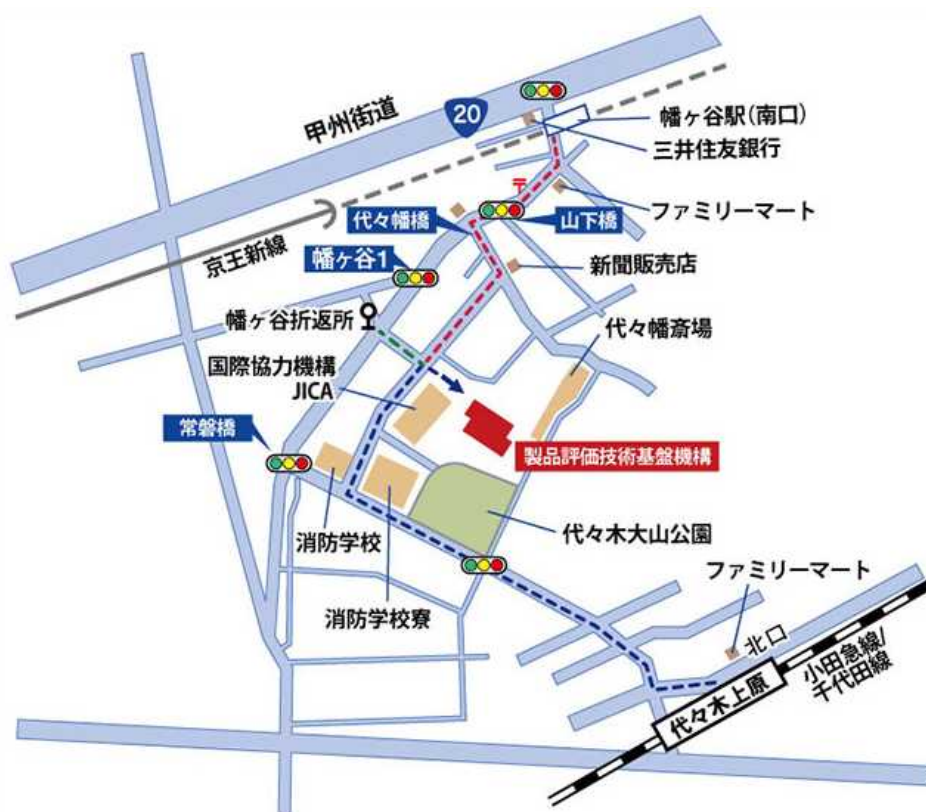 甲州街道
20
幡ヶ谷駅(南口)
三井住友銀行
〒
代々幡橋
山下橋
ファミリーマート
京王新線
幡ヶ谷1
新聞販売店
幡ヶ谷折返所
代々幡斎場
国際協力機構
JICA
常磐橋
製品評価技術基盤機構
消防学校
代々木大山公園
消防学校寮
ファミリーマート
北口
小田急線/
千代田線
代々木上原